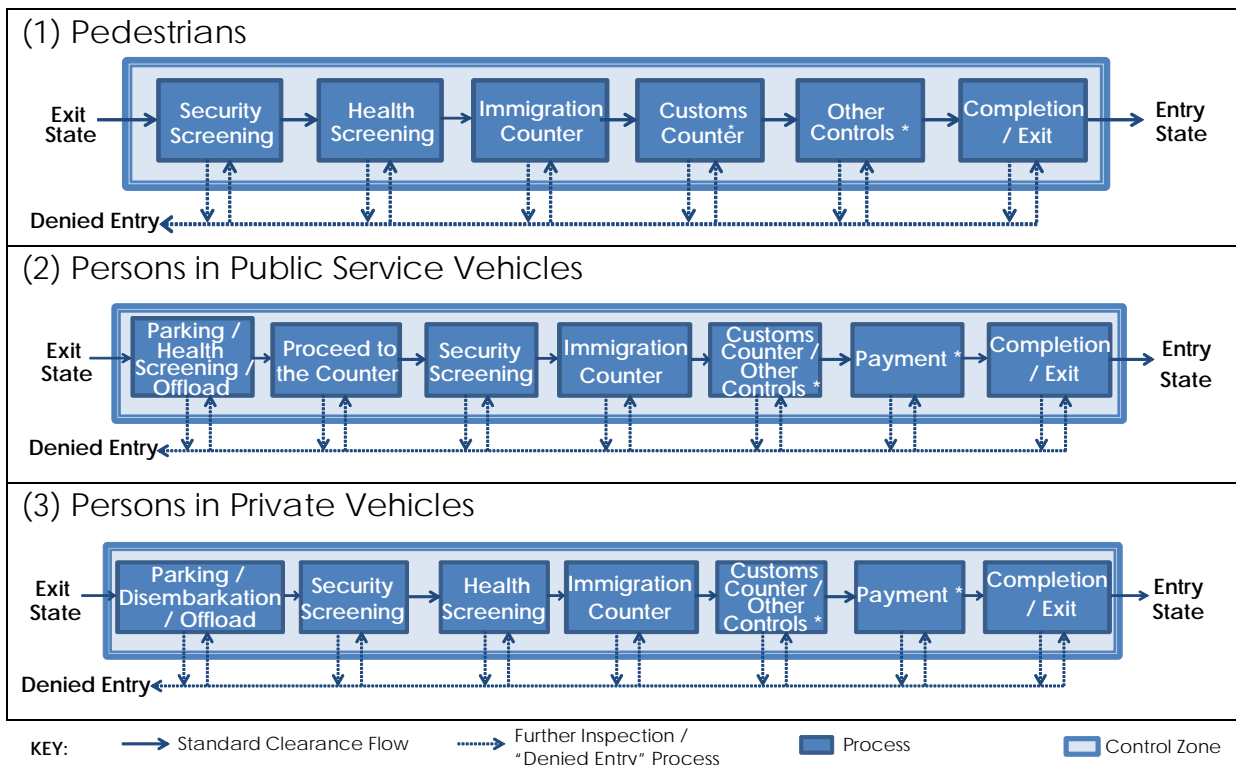 (1) Pedestrians
Exit
State
Security
Screening
Health
Screening
Immigration
Counter
Customs
Counter
*
Other
Controls *
Completion
/ Exit
Entry
State
Denied Entry
(2) Persons in Public Service Vehicles
Exit
State
Parking /
Health
Screening /
Offload
Proceed to
the Counter
Security
Screening
Immigration
Counter
Customs
Counter /
Other
Controls *
Payment *
Completion
/ Exit
Entry
State
Denied Entry
(3) Persons in Private Vehicles
Exit
State
Parking /
Disembarkation
/ Offload
Security
Screening
Health
Screening
Immigration
Counter
Customs
Counter /
Other
Controls *
Payment *
Completion
/ Exit
Entry
State
Denied Entry
KEY:
Standard Clearance Flow
Further Inspection /
"Denied Entry" Process
Process
Control Zone